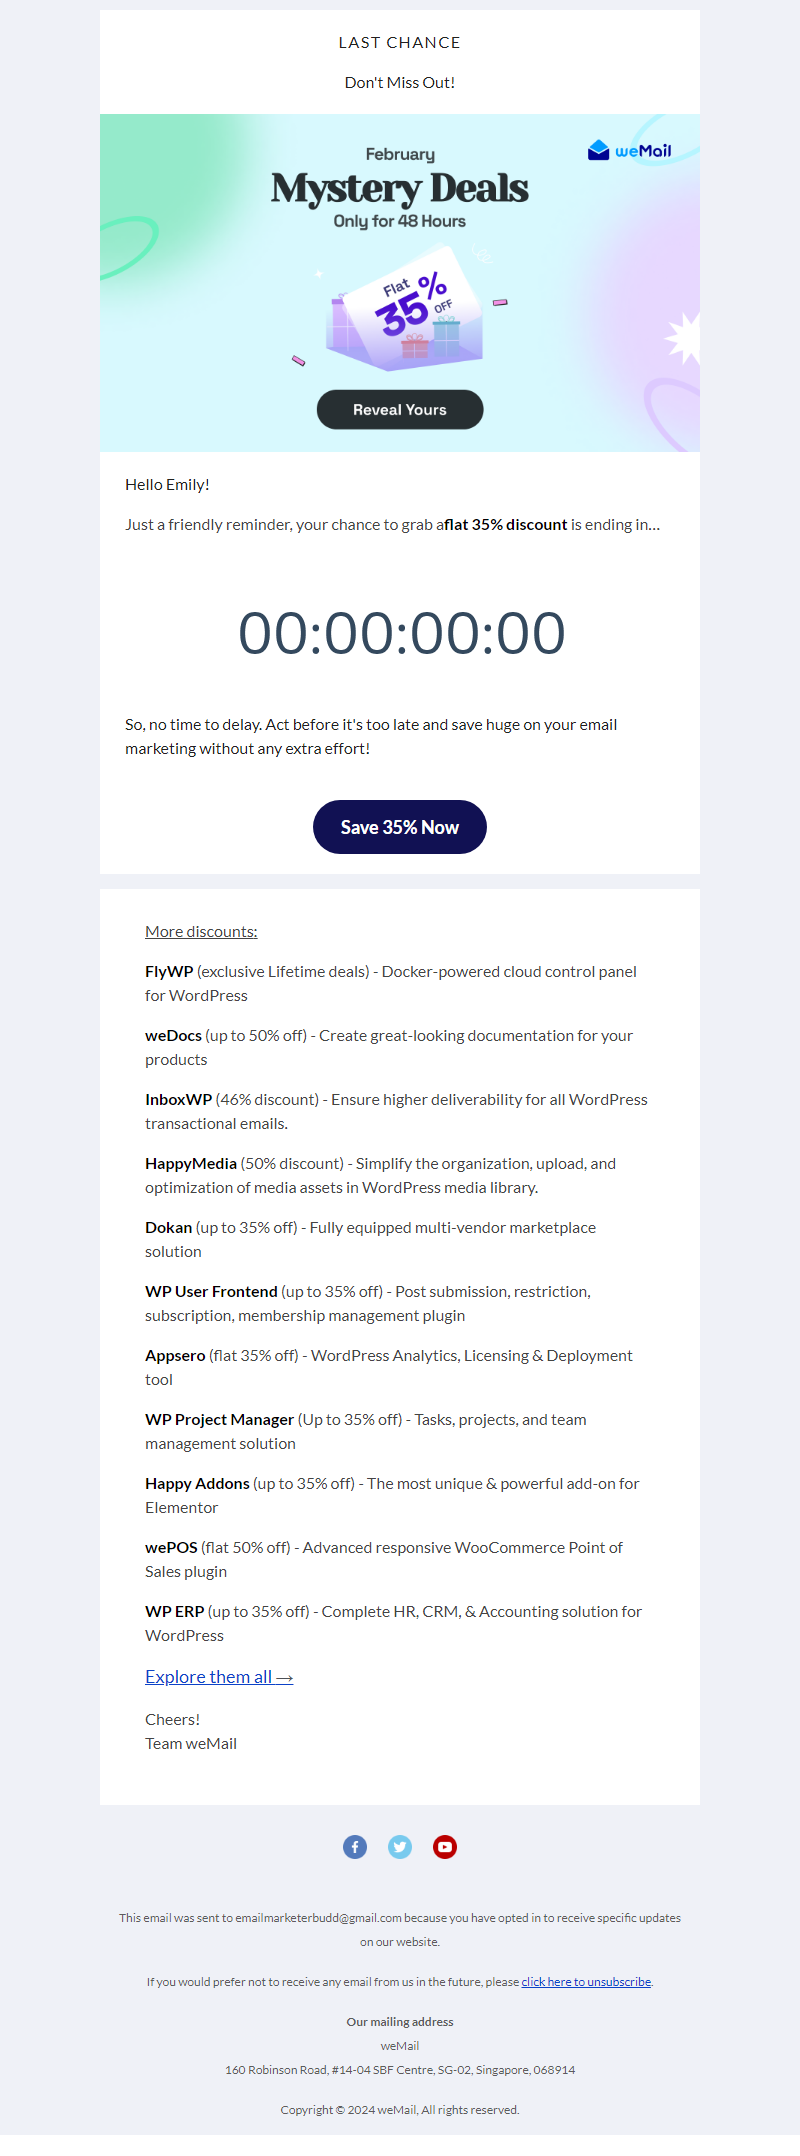 LAST CHANCE
Don't Miss Out!
weMail
February
Mystery Deals
Only for 48 Hours
Flat
35%
OFF
Reveal Yours
Hello Emily!
Just a friendly reminder, your chance to grab aflat 35% discount is ending in...
00:00:00:00
So, no time to delay. Act before it's too late and save huge on your email
marketing without any extra effort!
Save 35% Now
More discounts:
FlyWP (exclusive Lifetime deals) - Docker-powered cloud control panel
for WordPress
weDocs (up to 50% off) - Create great-looking documentation for your
products
InboxWP (46% discount) - Ensure higher deliverability for all WordPress
transactional emails.
HappyMedia (50% discount) - Simplify the organization, upload, and
optimization of media assets in WordPress media library.
Dokan (up to 35% off) - Fully equipped multi-vendor marketplace
solution
WP User Frontend (up to 35% off) - Post submission, restriction,
subscription, membership management plugin
Appsero (flat 35% off) - WordPress Analytics, Licensing & Deployment
tool
WP Project Manager (Up to 35% off) - Tasks, projects, and team
management solution
Happy Addons (up to 35% off) - The most unique & powerful add-on for
Elementor
wePOS (flat 50% off) - Advanced responsive WooCommerce Point of
Sales plugin
WP ERP (up to 35% off) - Complete HR, CRM, & Accounting solution for
WordPress
Explore them all →
Cheers!
Team weMail
This email was sent to emailmarketerbudd@gmail.com because you have opted in to receive specific updates
on our website.
If you would prefer not to receive any email from us in the future, please click here to unsubscribe.
Our mailing address
weMail
160 Robinson Road, #14-04 SBF Centre, SG-02, Singapore, 068914
Copyright © 2024 weMail, All rights reserved.